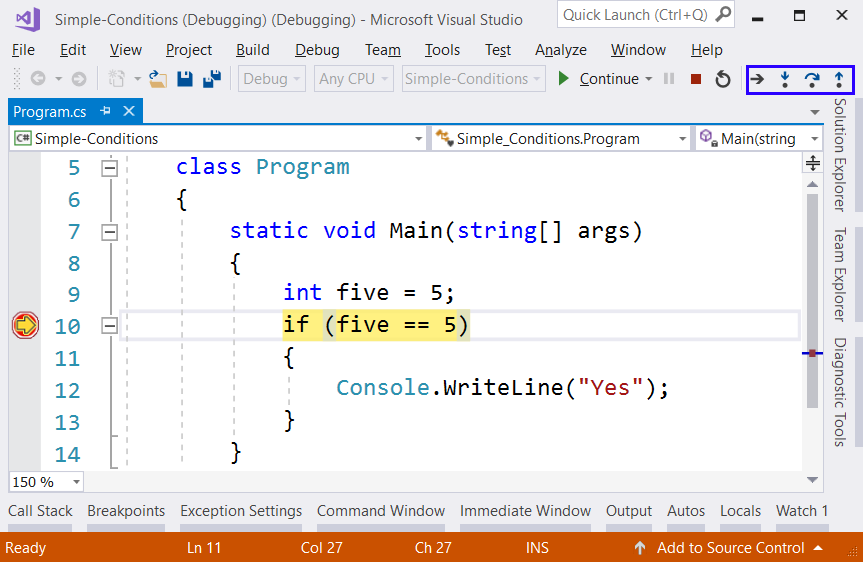 Simple-Conditions (Debugging) (Debugging) - Microsoft Visual Studio
Quick Launch (Ctrl+Q)
File Edit View Project Build Debug Team Tools Test Analyze Window Help
Debug Any CPU Simple-Conditions Continue
Program.cs
C# Simple-Conditions Simple_Conditions.Program Main(string
5 class Program
6 {
7 static void Main(string[] args)
8 {
9 int five = 5;
10 if (five == 5)
11 {
12 Console.WriteLine("Yes");
13 }
14 }
Solution Explorer
Team Explorer
Diagnostic Tools
150 %
Call Stack Breakpoints Exception Settings Command Window Immediate Window Output Autos Locals Watch 1
Ready Ln 11 Col 27 Ch 27 INS Add to Source Control